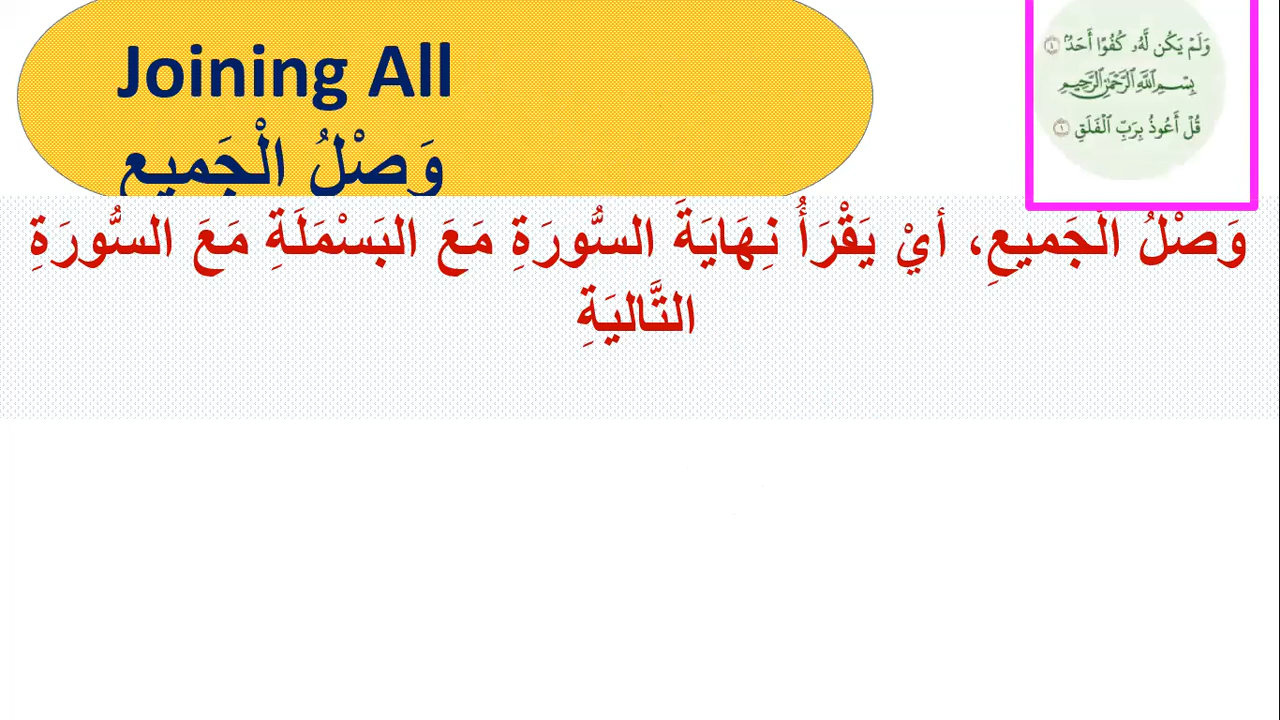 Joining All
وَصْلُ الْجَميع
وَلَمْ يَكُن لَّهُۥ كُفُوًا أَحَدٌۢ ٤
بِسْمِ ٱللَّهِ ٱلرَّحْمَٰنِ ٱلرَّحِيمِ
قُلْ أَعُوذُ بِرَبِّ ٱلْفَلَقِ ١
وَصْلُ الْجَميعِ، أيْ يَقْرَأُ نِهَايَةَ السُّورَةِ مَعَ البَسْمَلَةِ مَعَ السُّورَةِ
التَّاليَةِ